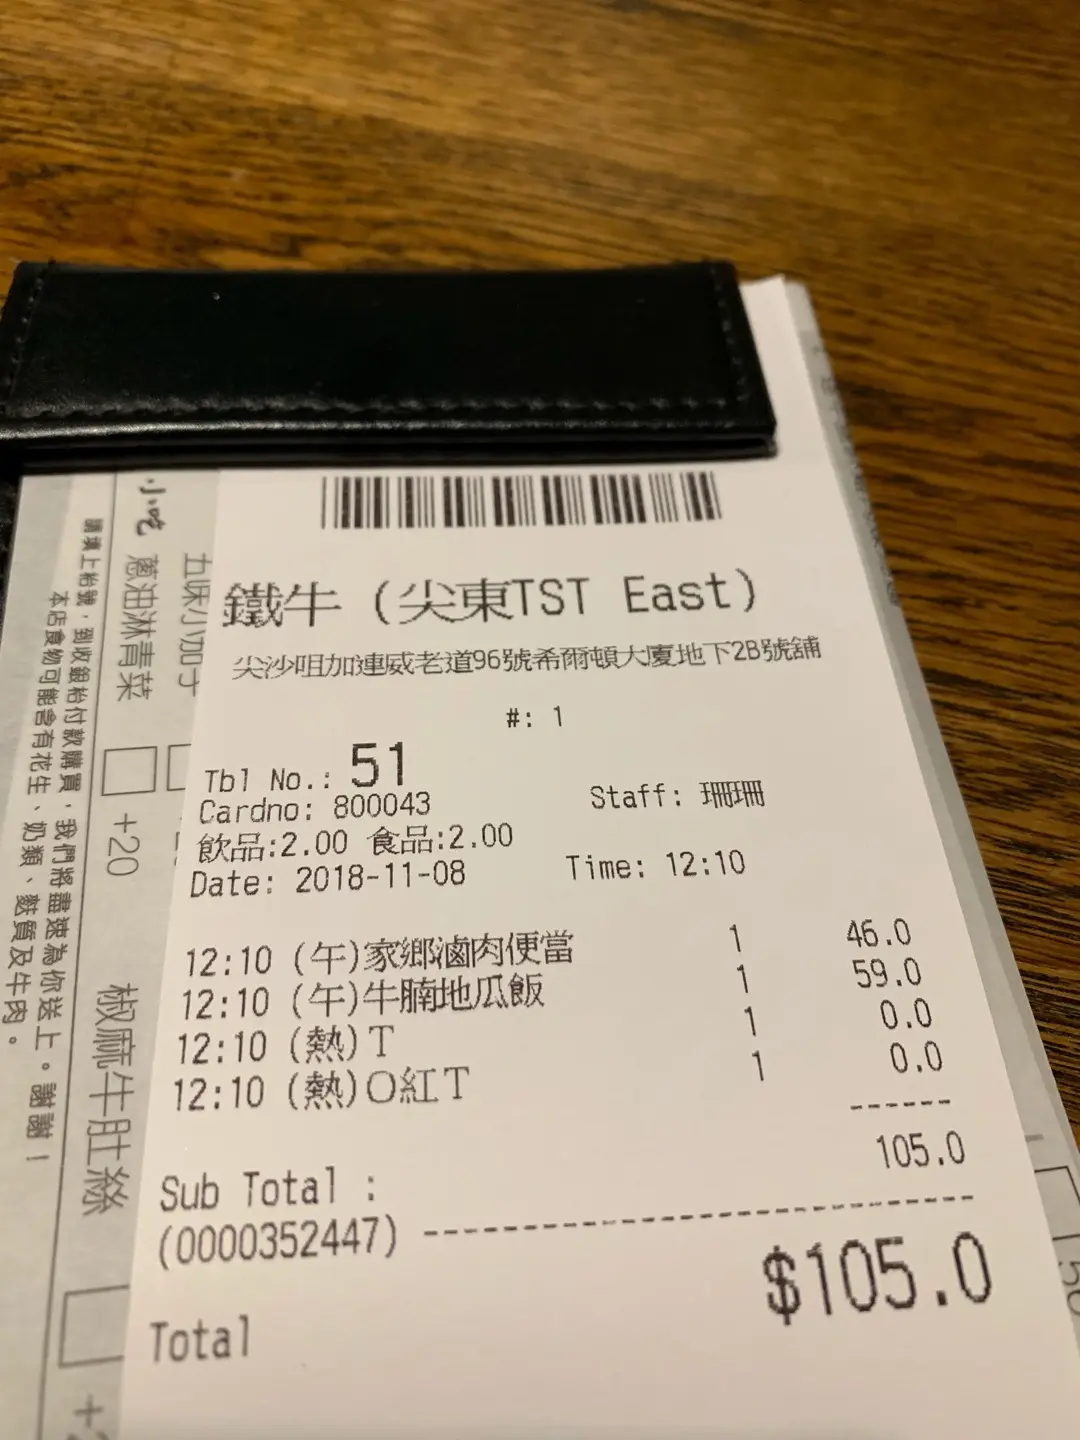 鐵牛 (尖東TST East)
尖沙咀加連威老道96號希爾頓大廈地下2B號舖
#: 1
Tbl No.: 51
Cardno: 800043 Staff: 珊珊
飲品:2.00 食品:2.00
Date: 2018-11-08 Time: 12:10
12:10 (午)家鄉滷肉便當 1 46.0
12:10 (午)牛腩地瓜飯 1 59.0
12:10 (熱)T 1 0.0
12:10 (熱)O紅T 1 0.0
------
Sub Total : 105.0
(0000352447) ------------------------------
Total $105.0
請填上枱號，到收銀枱付款購買，我們將盡速為你送上。謝謝！
本店食物可能含有花生、奶類、麩質及牛肉。
小吃
蔥油淋青菜 +20
椒麻牛肚絲